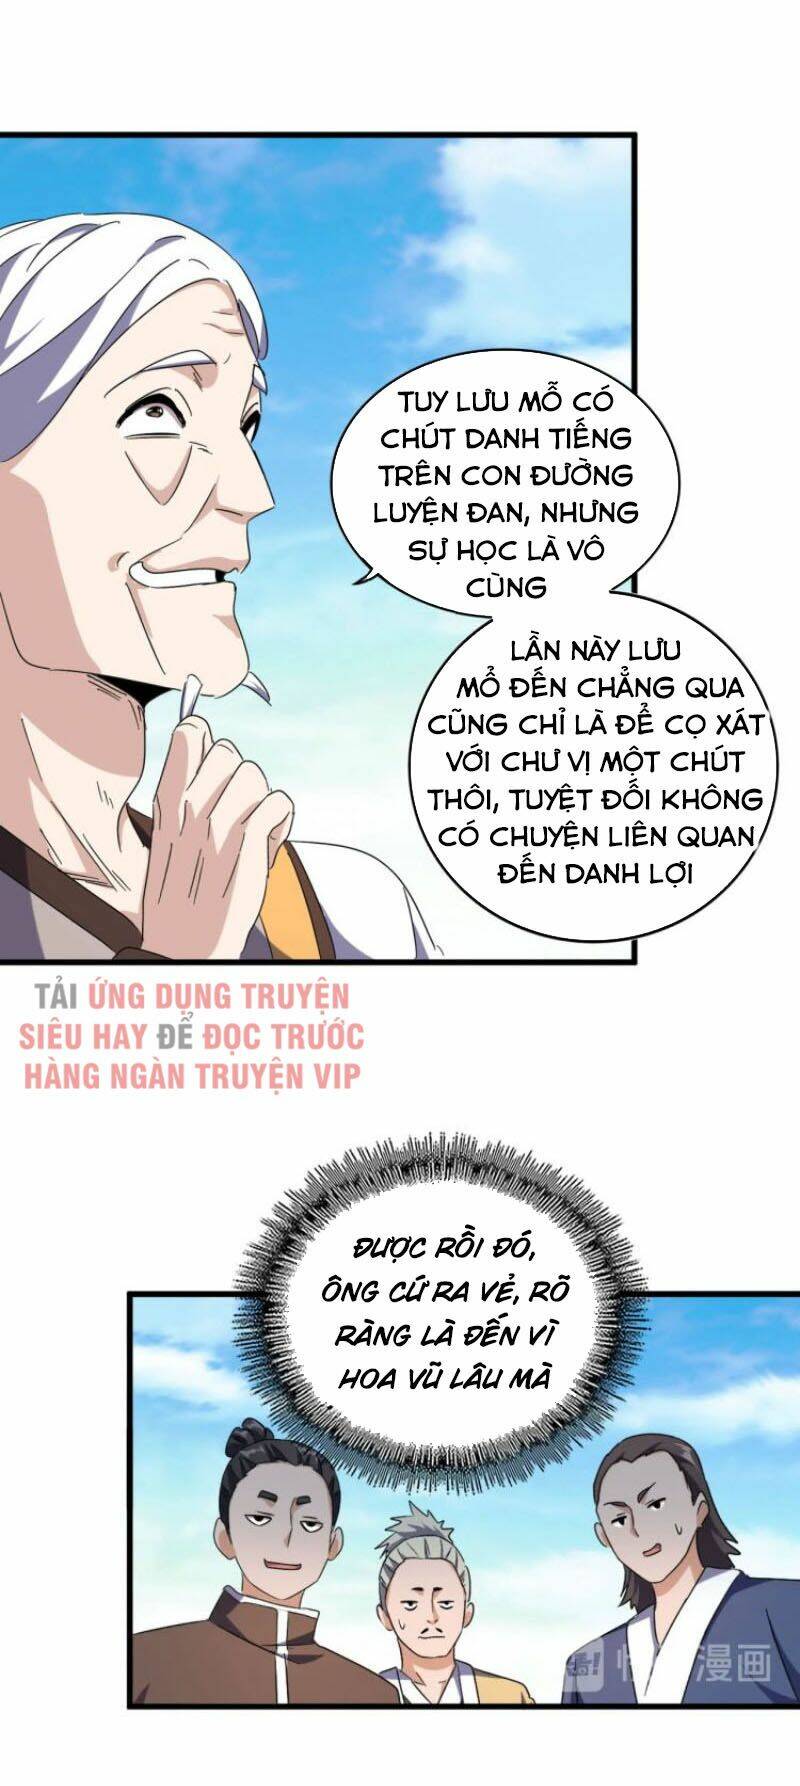 TUY LƯU MỖ CÓ
CHÚT DANH TIẾNG
TRÊN CON ĐƯỜNG
LUYỆN ĐAN, NHƯNG
SỰ HỌC LÀ VÔ
CÙNG
LẦN NÀY LƯU
MỔ ĐẾN CHẲNG QUA
CŨNG CHỈ LÀ ĐỂ CỌ XÁT
VỚI CHƯ VỊ MỘT CHÚT
THÔI, TUYỆT ĐỐI KHÔNG
CÓ CHUYỆN LIÊN QUAN
ĐẾN DANH LỢI
TẢI ỨNG DỤNG TRUYỆN
SIÊU HAY ĐỂ ĐỌC TRƯỚC
HÀNG NGÀN TRUYỆN VIP
ĐƯỢC RỒI ĐÓ,
ÔNG CỨ RA VẺ, RÕ
RÀNG LÀ ĐẾN VÌ
HOA VŨ LÂU MÀ
漫画